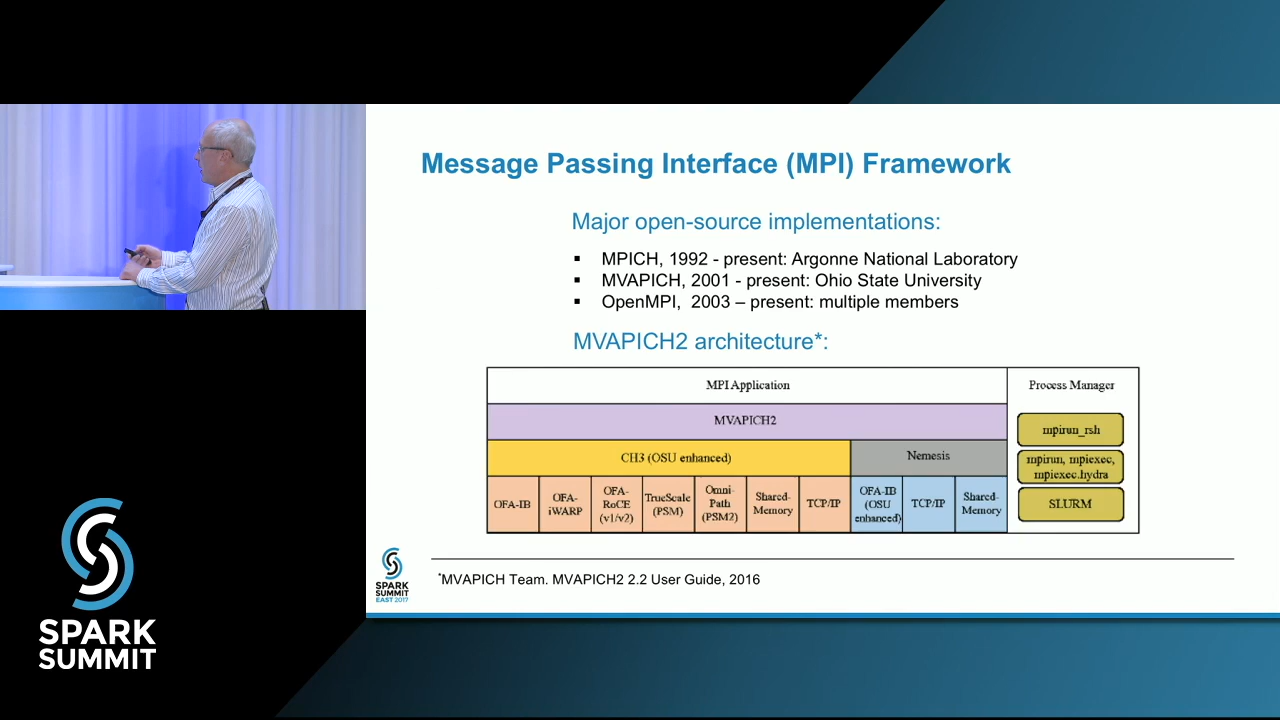 Message Passing Interface (MPI) Framework
Major open-source implementations:
▪ MPICH, 1992 - present: Argonne National Laboratory
▪ MVAPICH, 2001 - present: Ohio State University
▪ OpenMPI, 2003 – present: multiple members
MVAPICH2 architecture*:
MPI Application
MVAPICH2
CH3 (OSU enhanced)
Nemesis
OFA-IB
OFA-
iWARP
OFA-
RoCE
(v1/v2)
TrueScale
(PSM)
Omni-
Path
(PSM2)
Shared-
Memory
TCP/IP
OFA-IB
(OSU
enhanced)
TCP/IP
Shared-
Memory
Process Manager
mpirun_rsh
mpirun, mpiexec,
mpiexec.hydra
SLURM
*MVAPICH Team. MVAPICH2 2.2 User Guide, 2016
SPARK
SUMMIT
EAST 2017
SPARK
SUMMIT